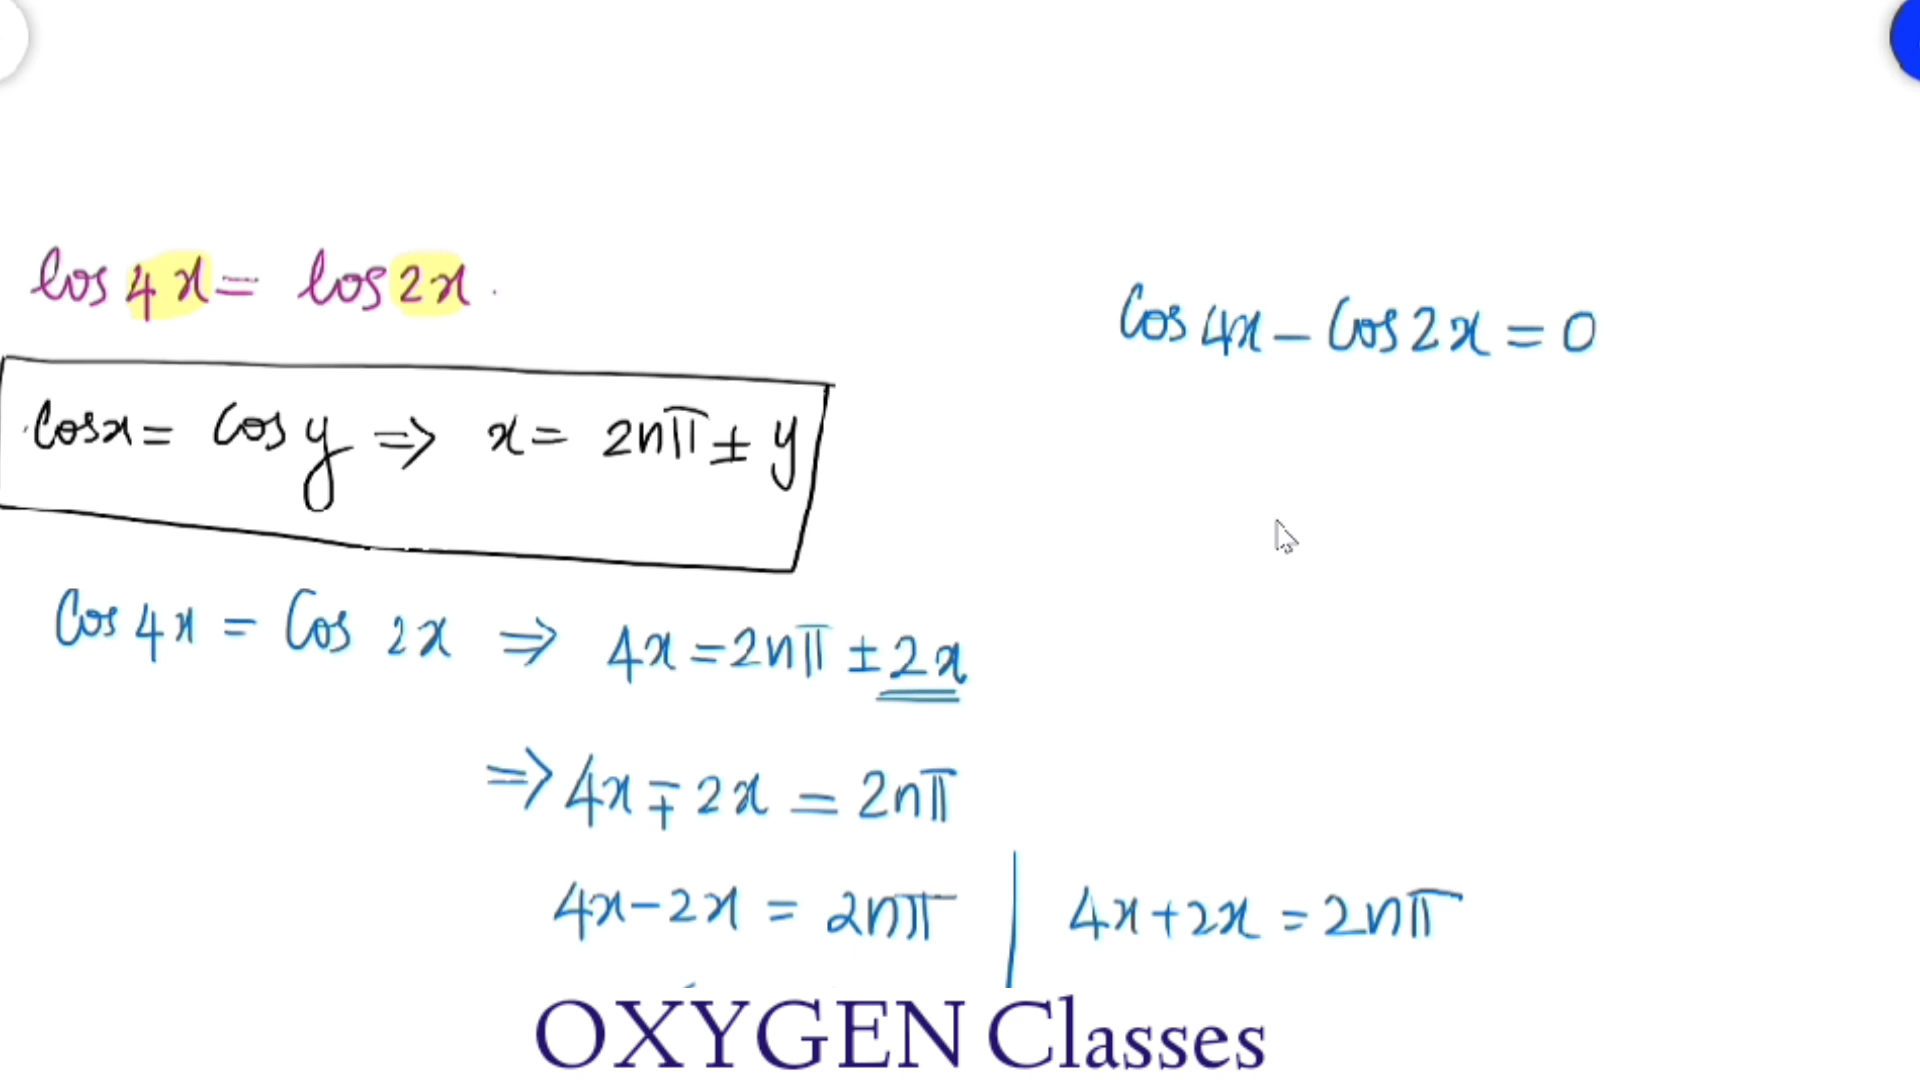 Cos 4x = Cos 2x.
Cosx = Cos y ⇒ x = 2nπ ± y
Cos 4x = Cos 2x ⇒ 4x = 2nπ ± 2x
⇒ 4x ∓ 2x = 2nπ
4x - 2x = 2nπ | 4x + 2x = 2nπ
Cos 4x - Cos 2x = 0
OXYGEN Classes